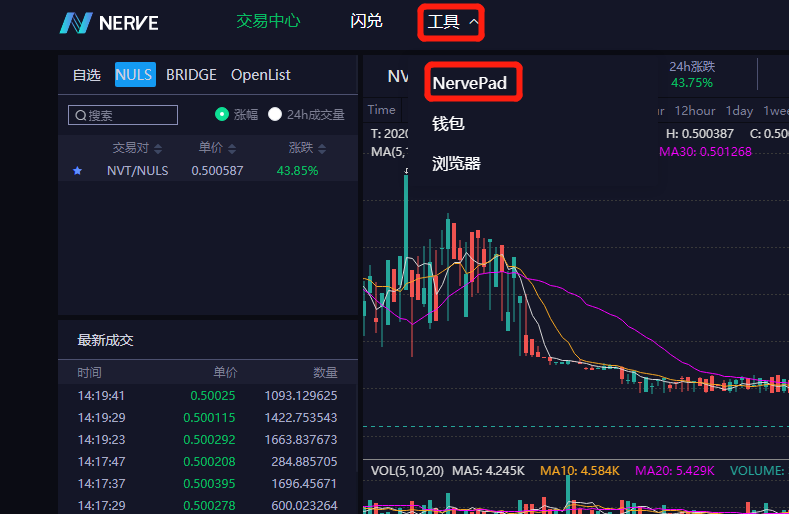 NERVE 交易中心 闪兑 工具
自选 NULS BRIDGE OpenList
搜索 涨幅 24h成交量
交易对 单价 涨跌
NVT/NULS 0.500587 43.85%
最新成交
时间 单价 数量
14:19:41 0.50025 1093.129625
14:19:29 0.500115 1422.753543
14:19:23 0.500292 1663.837673
14:17:47 0.500208 284.885705
14:17:37 0.500395 1696.45671
14:17:29 0.500278 600.023264
NV
24h涨跌
43.75%
NervePad
钱包
浏览器
Time 12hour 1day 1wee
T: 2020 H: 0.500387 C: 0.500
MA(5,1 MA30: 0.501268
VOL(5,10,20) MA5: 4.245K MA10: 4.584K MA20: 5.429K VOLUME: